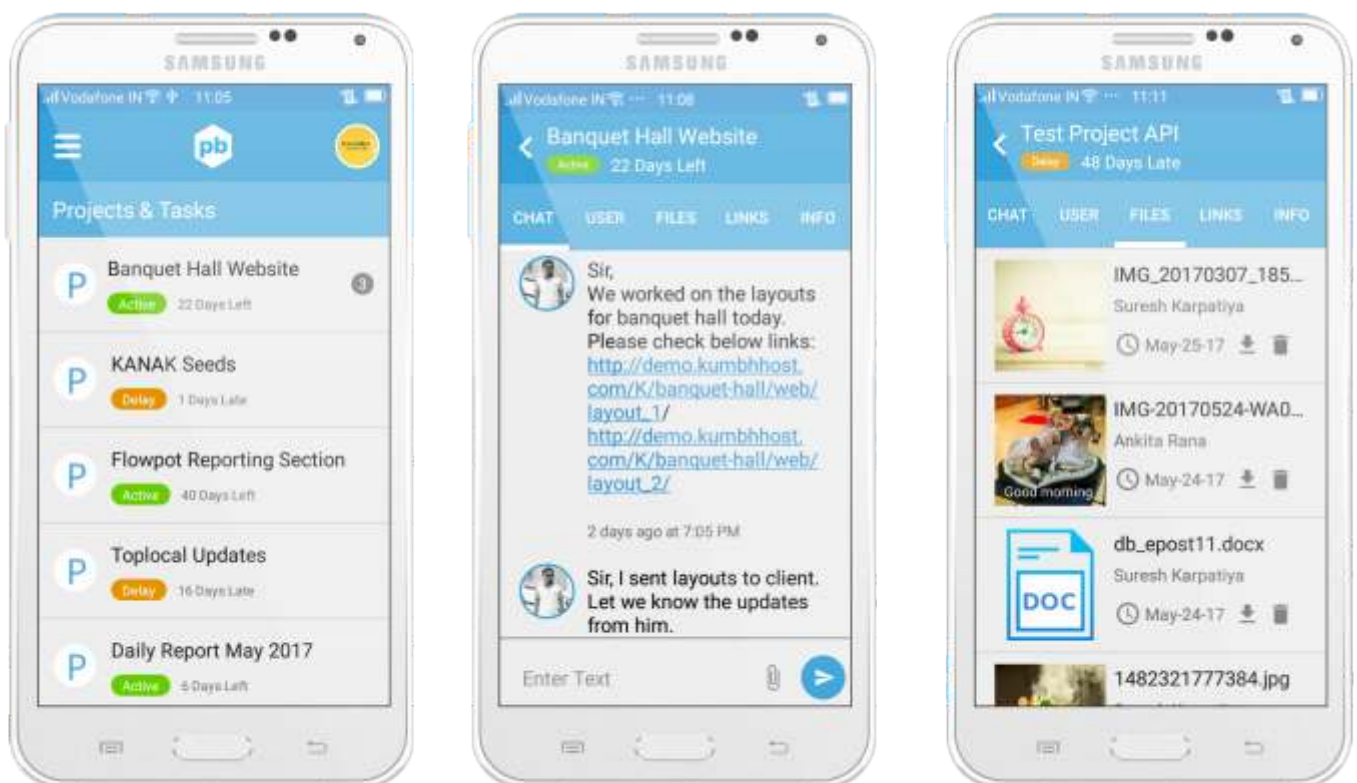 SAMSUNG
Vodafone IN 11:05
pb
Projects & Tasks
P
Banquet Hall Website
3
Active 22 Days Left
P
KANAK Seeds
Delay 1 Days Late
P
Flowpot Reporting Section
Active 40 Days Left
P
Toplocal Updates
Delay 16 Days Late
P
Daily Report May 2017
Active 6 Days Left
SAMSUNG
Vodafone IN 11:08
Banquet Hall Website
Active 22 Days Left
CHAT USER FILES LINKS INFO
Sir,
We worked on the layouts
for banquet hall today.
Please check below links:
http://demo.kumbhhost.
com/K/banquet-hall/web/
layout_1/
http://demo.kumbhhost.
com/K/banquet-hall/web/
layout_2/
2 days ago at 7:05 PM
Sir, I sent layouts to client.
Let we know the updates
from him.
Enter Text
SAMSUNG
Vodafone IN 11:11
Test Project API
Delay 48 Days Late
CHAT USER FILES LINKS INFO
IMG_20170307_185...
Suresh Karpatiya
May-25-17
Good morning
IMG-20170524-WA0...
Ankita Rana
May-24-17
DOC
db_epost11.docx
Suresh Karpatiya
May-24-17
1482321777384.jpg